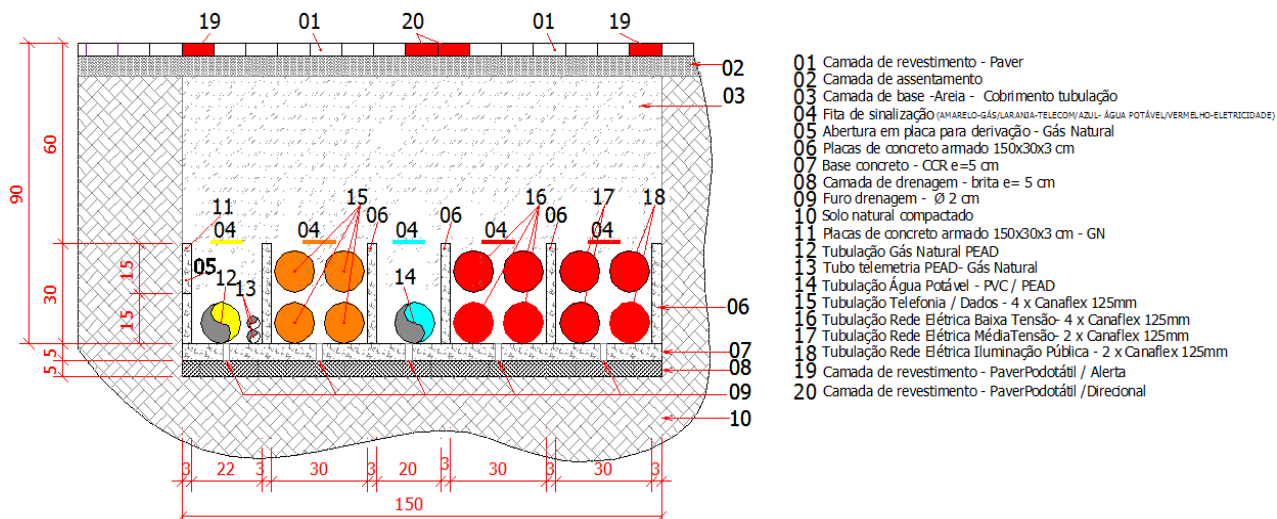 19 01 20 01 19
02
03
60
90
15 16 17 18
11 06 06 06
04 04 04 04 04
05
12
13
14
15
15
30
06
07
08
09
10
5 5
3 22 3 30 3 20 3 30 3 30 3
150
01 Camada de revestimento - Paver
02 Camada de assentamento
03 Camada de base -Areia - Cobrimento tubulação
04 Fita de sinalização (AMARELO-GÁS/LARANJA-TELECOM/AZUL- ÁGUA POTÁVEL/VERMELHO-ELETRICIDADE)
05 Abertura em placa para derivação - Gás Natural
06 Placas de concreto armado 150x30x3 cm
07 Base concreto - CCR e=5 cm
08 Camada de drenagem - brita e= 5 cm
09 Furo drenagem - Ø 2 cm
10 Solo natural compactado
11 Placas de concreto armado 150x30x3 cm - GN
12 Tubulação Gás Natural PEAD
13 Tubo telemetria PEAD- Gás Natural
14 Tubulação Água Potável - PVC / PEAD
15 Tubulação Telefonia / Dados - 4 x Canaflex 125mm
16 Tubulação Rede Elétrica Baixa Tensão- 4 x Canaflex 125mm
17 Tubulação Rede Elétrica MédiaTensão- 2 x Canaflex 125mm
18 Tubulação Rede Elétrica Iluminação Pública - 2 x Canaflex 125mm
19 Camada de revestimento - PaverPodotátil / Alerta
20 Camada de revestimento - PaverPodotátil /Direcional